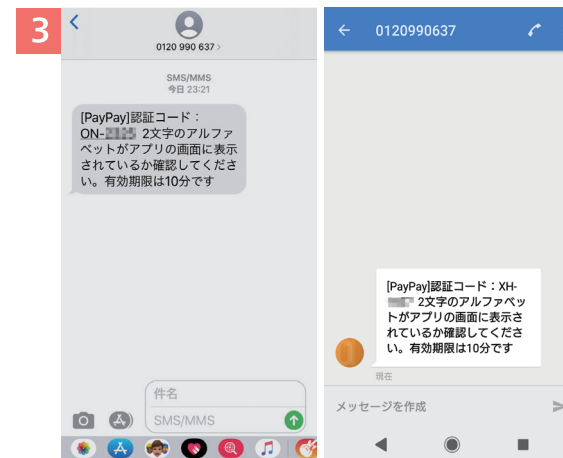 3
0120 990 637 >
SMS/MMS
今日 23:21
[PayPay]認証コード：
ON- 2文字のアルファ
ベットがアプリの画面に表示
されているか確認してくださ
い。有効期限は10分です
件名
SMS/MMS
0120990637
[PayPay]認証コード：XH-
2文字のアルファベッ
トがアプリの画面に表示さ
れているか確認してくださ
い。有効期限は10分です
現在
メッセージを作成